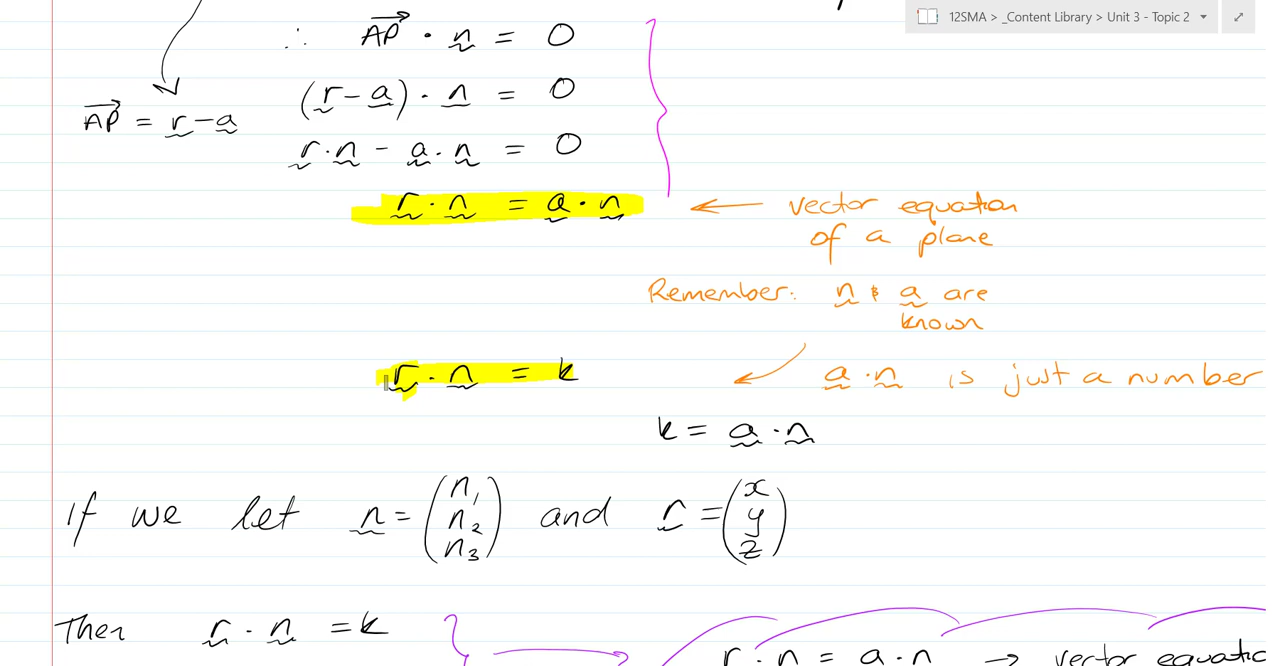 12SMA > _Content Library > Unit 3 - Topic 2
∴ AP · n = 0
(r - a) · n = 0
AP = r - a
r · n - a · n = 0
r · n = a · n ← vector equation
of a plane
Remember: n & a are
known
r · n = k
a · n is just a number
k = a · n
If we let n = (n1 n2 n3) and r = (x y z)
Then r · n = k
r · n = a · n → vector